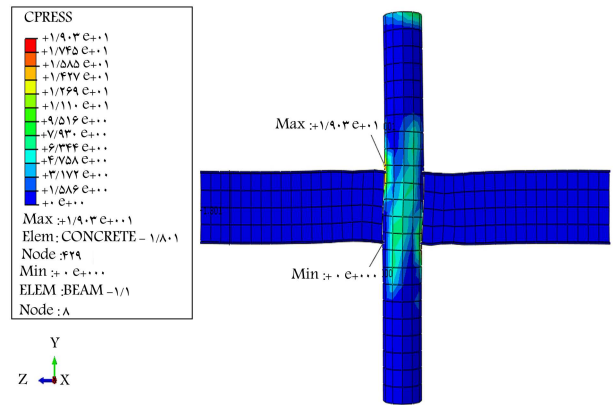 CPRESS
+۱/۹۰۳ e+۰۱
+۱/۷۴۵ e+۰۱
+۱/۵۸۵ e+۰۱
+۱/۴۲۷ e+۰۱
+۱/۲۶۹ e+۰۱
+۱/۱۱۰ e+۰۱
+۹/۵۱۶ e+۰۰
+۷/۹۳۰ e+۰۰
+۶/۳۴۴ e+۰۰
+۴/۷۵۸ e+۰۰
+۳/۱۷۲ e+۰۰
+۱/۵۸۶ e+۰۰
+۰ e+۰۰
Max :+۱/۹۰۳ e+۰۰۱
Elem: CONCRETE - ۱/۸۰۱
Node :۴۲۹
Min :+ ۰ e+۰۰۰
ELEM :BEAM -۱/۱
Node : ۸
Max :+۱/۹۰۳ e+۰۱
Min :+ ۰ e+۰۰۰
Y
Z X